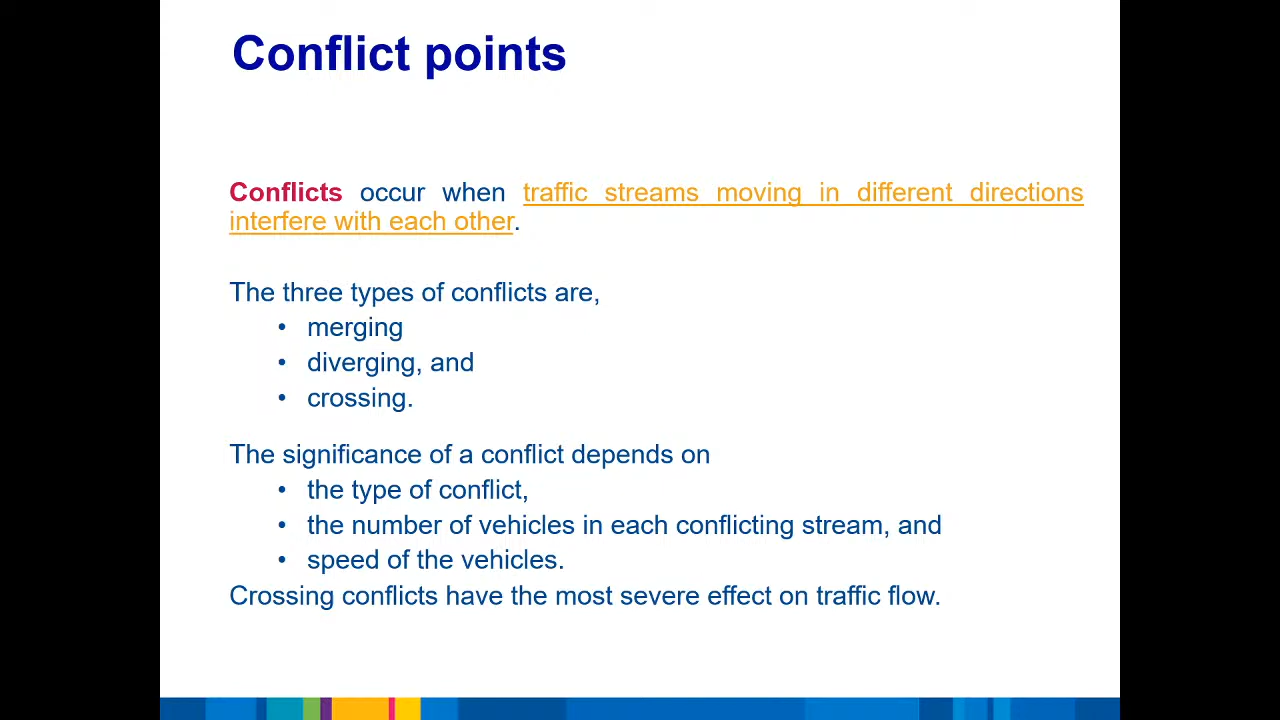 Conflict points
Conflicts occur when traffic streams moving in different directions
interfere with each other.
The three types of conflicts are,
• merging
• diverging, and
• crossing.
The significance of a conflict depends on
• the type of conflict,
• the number of vehicles in each conflicting stream, and
• speed of the vehicles.
Crossing conflicts have the most severe effect on traffic flow.